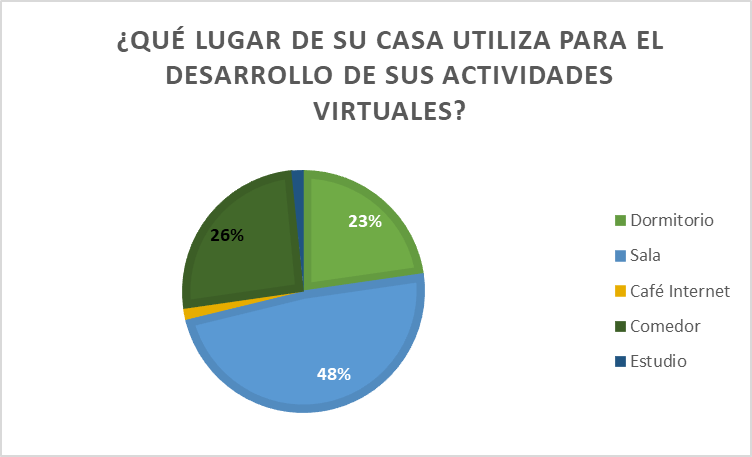 ¿QUÉ LUGAR DE SU CASA UTILIZA PARA EL
DESARROLLO DE SUS ACTIVIDADES
VIRTUALES?
23%
26%
48%
Dormitorio
Sala
Café Internet
Comedor
Estudio